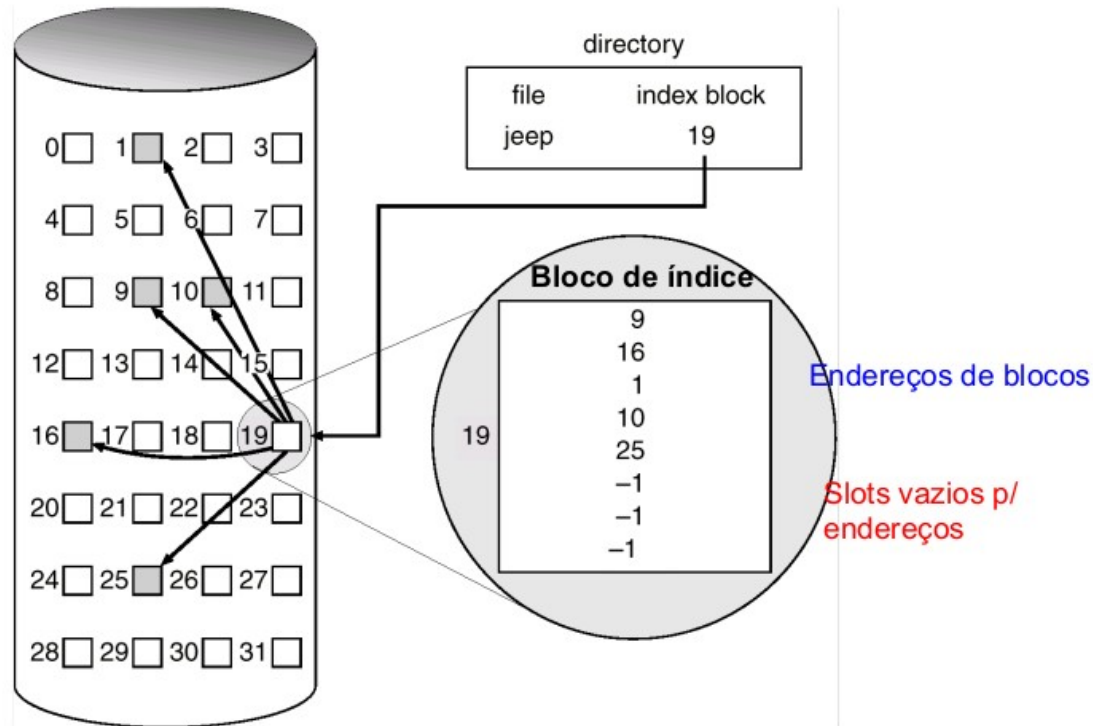 directory
file index block
jeep 19
0 1 2 3
4 5 6 7
8 9 10 11
12 13 14 15
16 17 18 19
20 21 22 23
24 25 26 27
28 29 30 31
Bloco de índice
19
9
16
1
10
25
–1
–1
–1
Endereços de blocos
Slots vazios p/
endereços